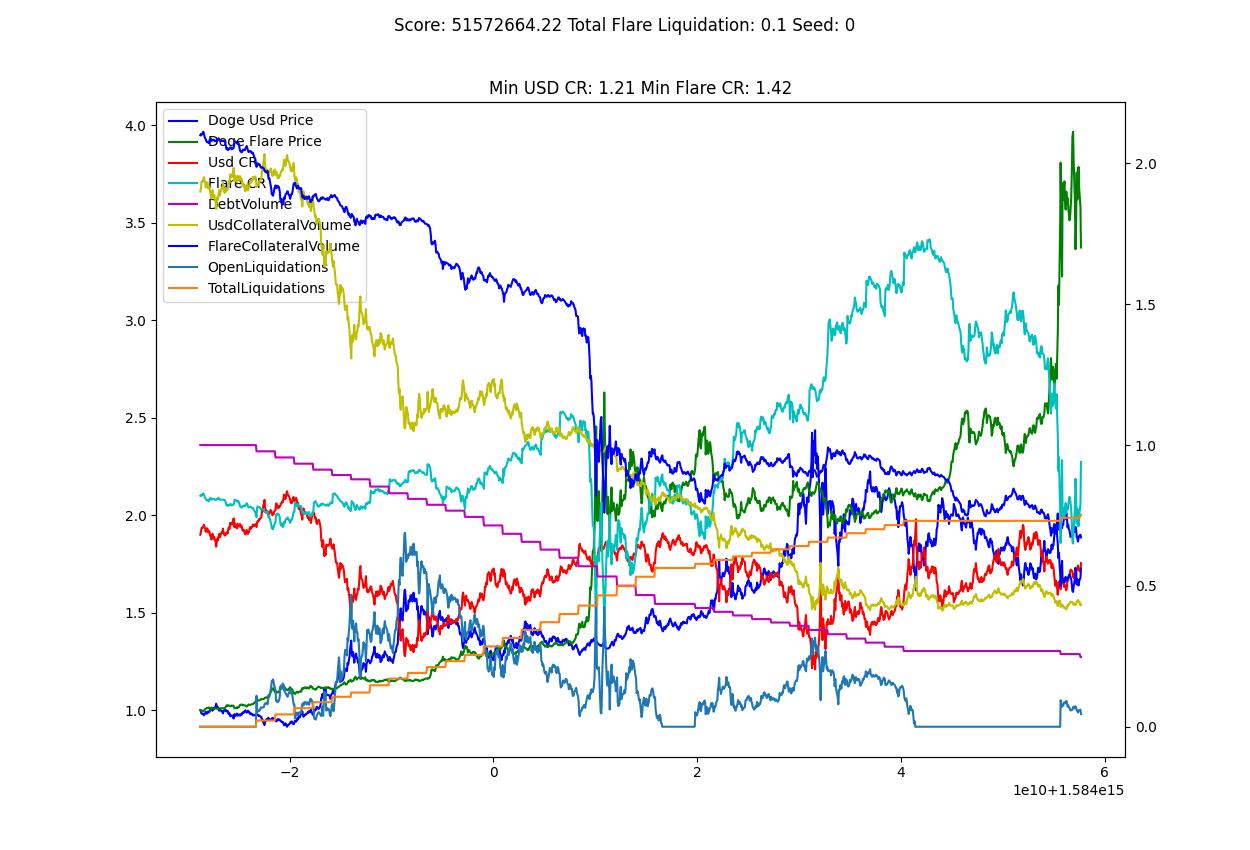 Score: 51572664.22 Total Flare Liquidation: 0.1 Seed: 0
Min USD CR: 1.21 Min Flare CR: 1.42
Doge Usd Price
Doge Flare Price
Usd CR
Flare CR
DebtVolume
UsdCollateralVolume
FlareCollateralVolume
OpenLiquidations
TotalLiquidations
4.0
3.5
3.0
2.5
2.0
1.5
1.0
2.0
1.5
1.0
0.5
0.0
−2
0
2
4
6
1e10+1.584e15